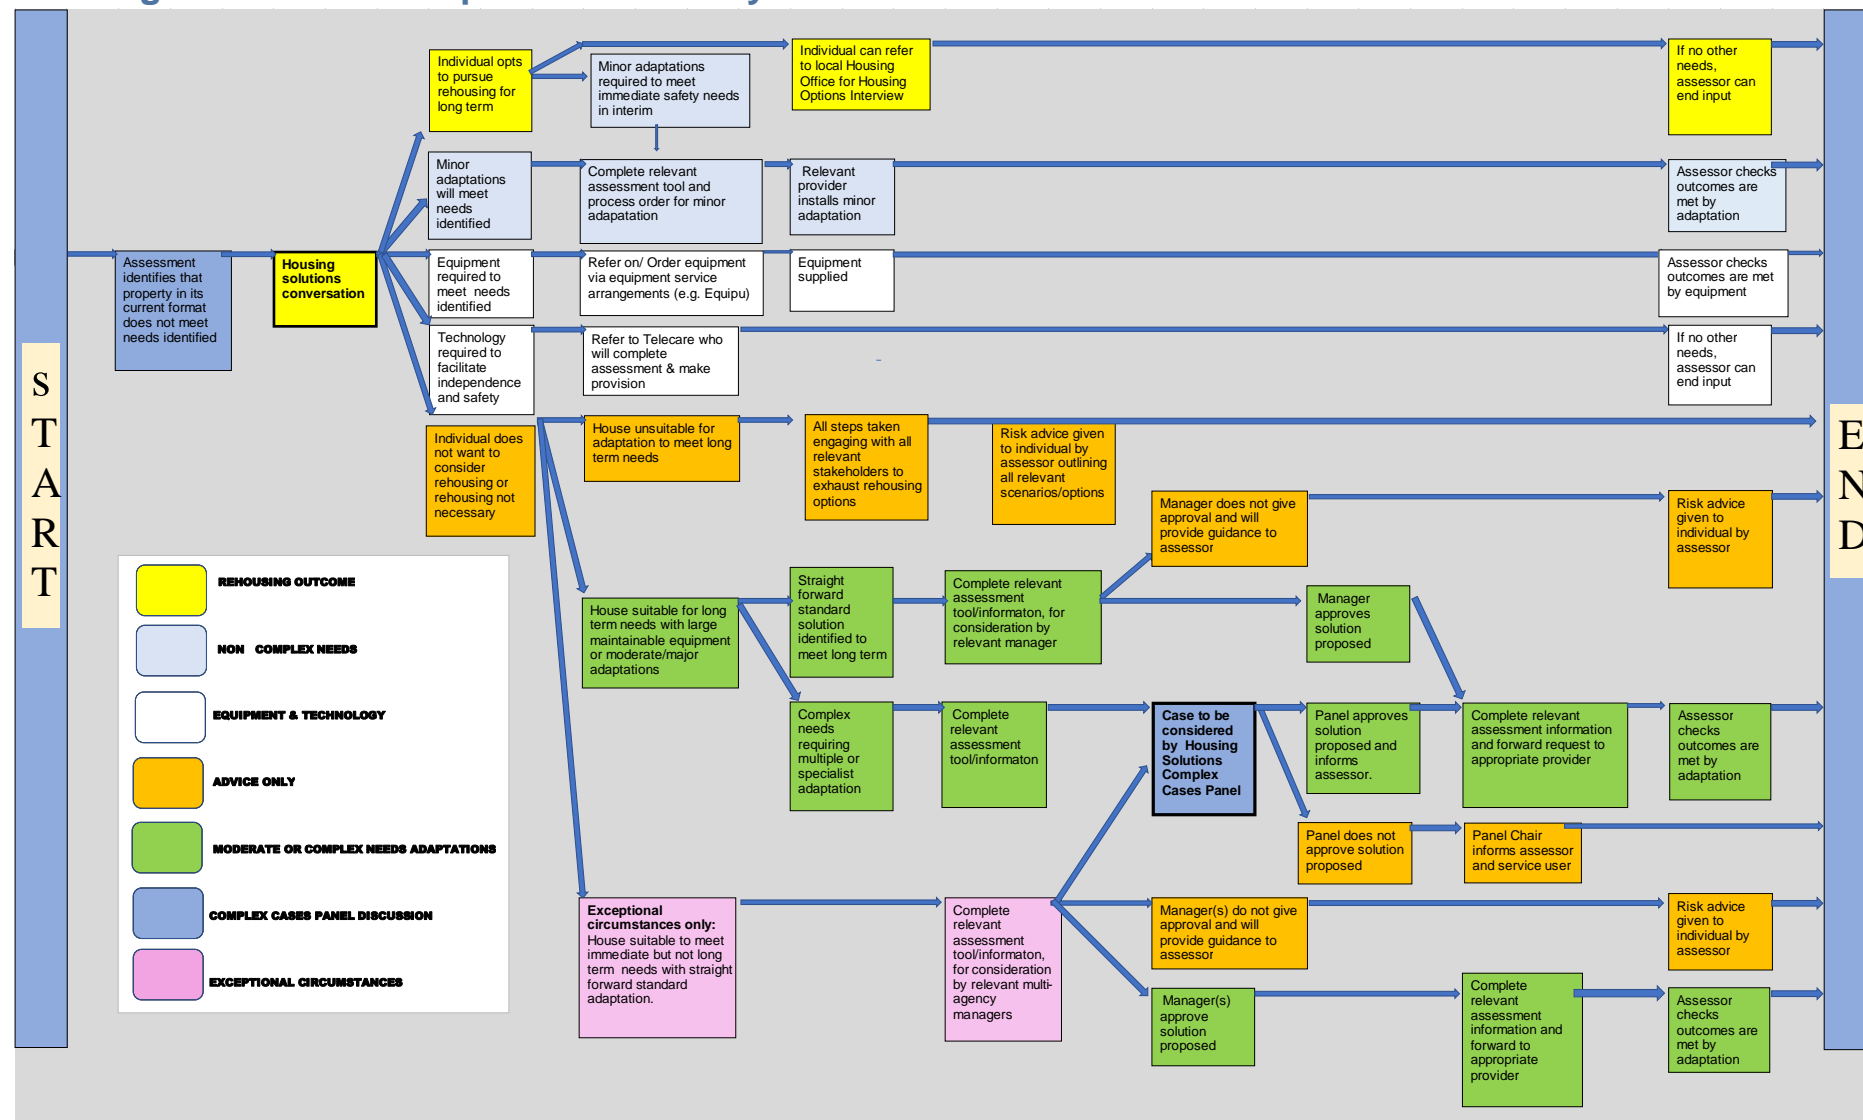 S
T
A
R
T
Assessment
identifies that
property in its
current format
does not meet
needs identified
Housing
solutions
conversation
Individual opts
to pursue
rehousing for
long term
Minor adaptations
required to meet
immediate safety needs
in interim
Individual can refer
to local Housing
Office for Housing
Options Interview
If no other
needs,
assessor can
end input
Minor
adaptations
will meet
needs
identified
Complete relevant
assessment tool and
process order for minor
adapatation
Relevant
provider
installs minor
adaptation
Assessor checks
outcomes are
met by
adaptation
Equipment
required to
meet needs
identified
Refer on/ Order equipment
via equipment service
arrangements (e.g. Equipu)
Equipment
supplied
Assessor checks
outcomes are met
by equipment
Technology
required to
facilitate
independence
and safety
Refer to Telecare who
will complete
assessment & make
provision
If no other
needs,
assessor can
end input
Individual does
not want to
consider
rehousing or
rehousing not
necessary
House unsuitable for
adaptation to meet long
term needs
All steps taken
engaging with all
relevant
stakeholders to
exhaust rehousing
options
Risk advice given
to individual by
assessor outlining
all relevant
scenarios/options
Manager does not give
approval and will
provide guidance to
assessor
Risk advice
given to
individual by
assessor
House suitable for long
term needs with large
maintainable equipment
or moderate/major
adaptations
Straight
forward
standard
solution
identified to
meet long term
Complete relevant
assessment
tool/informaton, for
consideration by
relevant manager
Manager
approves
solution
proposed
Complex
needs
requiring
multiple or
specialist
adaptation
Complete
relevant
assessment
tool/informaton
Case to be
considered
by Housing
Solutions
Complex
Cases Panel
Panel approves
solution
proposed and
informs
assessor.
Complete relevant
assessment information
and forward request to
appropriate provider
Assessor
checks
outcomes are
met by
adaptation
Panel does not
approve solution
proposed
Panel Chair
informs assessor
and service user
Exceptional
circumstances only:
House suitable to meet
immediate but not long
term needs with straight
forward standard
adaptation.
Complete
relevant
assessment
tool/informaton,
for consideration
by relevant multi-
agency
managers
Manager(s) do not give
approval and will
provide guidance to
assessor
Risk advice
given to
individual by
assessor
Manager(s)
approve
solution
proposed
Complete
relevant
assessment
information and
forward to
appropriate
provider
Assessor
checks
outcomes are
met by
adaptation
REHOUSING OUTCOME
NON COMPLEX NEEDS
EQUIPMENT & TECHNOLOGY
ADVICE ONLY
MODERATE OR COMPLEX NEEDS ADAPTATIONS
COMPLEX CASES PANEL DISCUSSION
EXCEPTIONAL CIRCUMSTANCES
E
N
D